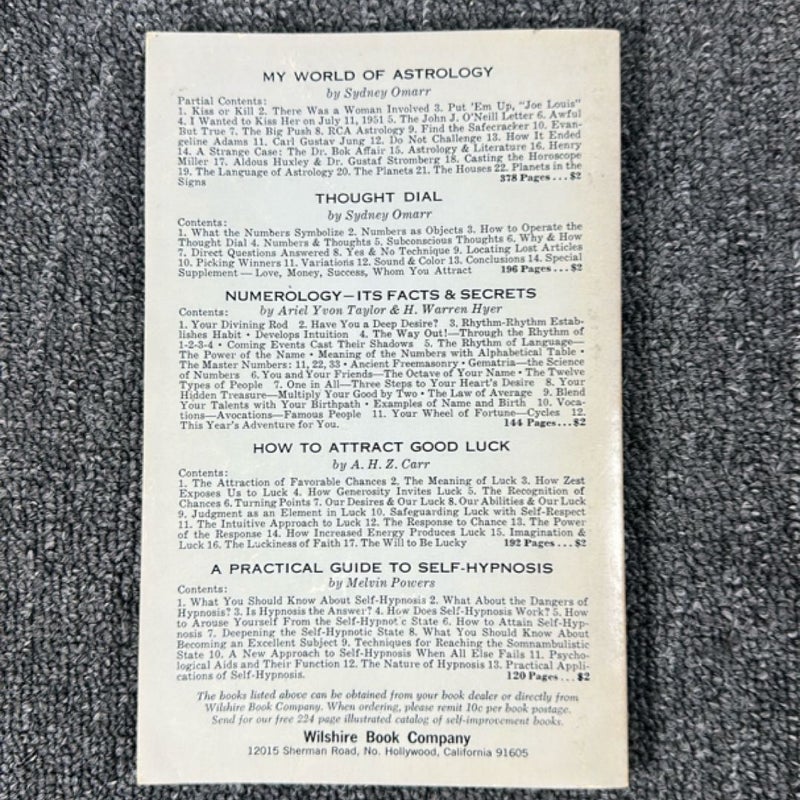 MY WORLD OF ASTROLOGY
by Sydney Omarr
Partial Contents:
1. Kiss or Kill 2. There Was a Woman Involved 3. Put 'Em Up, "Joe Louis"
4. I Wanted to Kiss Her on July 11, 1951 5. The John J. O'Neill Letter 6. Awful
But True 7. The Big Push 8. RCA Astrology 9. Find the Safecracker 10. Evan-
geline Adams 11. Carl Gustav Jung 12. Do Not Challenge 13. How It Ended
14. A Strange Case: The Dr. Bok Affair 15. Astrology & Literature 16. Henry
Miller 17. Aldous Huxley & Dr. Gustaf Stromberg 18. Casting the Horoscope
19. The Language of Astrology 20. The Planets 21. The Houses 22. Planets in the
Signs 378 Pages...$2
THOUGHT DIAL
by Sydney Omarr
Contents:
1. What the Numbers Symbolize 2. Numbers as Objects 3. How to Operate the
Thought Dial 4. Numbers & Thoughts 5. Subconscious Thoughts 6. Why & How
7. Direct Questions Answered 8. Yes & No Technique 9. Locating Lost Articles
10. Picking Winners 11. Variations 12. Sound & Color 13. Conclusions 14. Special
Supplement — Love, Money, Success, Whom You Attract 196 Pages...$2
NUMEROLOGY—ITS FACTS & SECRETS
by Ariel Yvon Taylor & H. Warren Hyer
Contents:
1. Your Divining Rod 2. Have You a Deep Desire? 3. Rhythm-Rhythm Estab-
lishes Habit • Develops Intuition 4. The Way Out!—Through the Rhythm of
1-2-3-4 • Coming Events Cast Their Shadows 5. The Rhythm of Language—
The Power of the Name • Meaning of the Numbers with Alphabetical Table •
The Master Numbers: 11, 22, 33 • Ancient Freemasonry • Gematria—the Science
of Numbers 6. You and Your Friends—The Octave of Your Name • The Twelve
Types of People 7. One in All—Three Steps to Your Heart's Desire 8. Your
Hidden Treasure—Multiply Your Good by Two • The Law of Average 9. Blend
Your Talents with Your Birthpath • Examples of Name and Birth 10. Voca-
tions—Avocations—Famous People 11. Your Wheel of Fortune—Cycles 12.
This Year's Adventure for You. 144 Pages...$2
HOW TO ATTRACT GOOD LUCK
by A. H. Z. Carr
Contents:
1. The Attraction of Favorable Chances 2. The Meaning of Luck 3. How Zest
Exposes Us to Luck 4. How Generosity Invites Luck 5. The Recognition of
Chances 6. Turning Points 7. Our Desires & Our Luck 8. Our Abilities & Our Luck
9. Judgment as an Element in Luck 10. Safeguarding Luck with Self-Respect
11. The Intuitive Approach to Luck 12. The Response to Chance 13. The Power
of the Response 14. How Increased Energy Produces Luck 15. Imagination &
Luck 16. The Luckiness of Faith 17. The Will to Be Lucky 192 Pages...$2
A PRACTICAL GUIDE TO SELF-HYPNOSIS
by Melvin Powers
Contents:
1. What You Should Know About Self-Hypnosis 2. What About the Dangers of
Hypnosis? 3. Is Hypnosis the Answer? 4. How Does Self-Hypnosis Work? 5. How
to Arouse Yourself From the Self-Hypnotic State 6. How to Attain Self-Hyp-
nosis 7. Deepening the Self-Hypnotic State 8. What You Should Know About
Becoming an Excellent Subject 9. Techniques for Reaching the Somnambulistic
State 10. A New Approach to Self-Hypnosis When All Else Fails 11. Psycho-
logical Aids and Their Function 12. The Nature of Hypnosis 13. Practical Appli-
cations of Self-Hypnosis. 120 Pages...$2
The books listed above can be obtained from your book dealer or directly from
Wilshire Book Company. When ordering, please remit 10c per book postage.
Send for our free 224 page illustrated catalog of self-improvement books.
Wilshire Book Company
12015 Sherman Road, No. Hollywood, California 91605